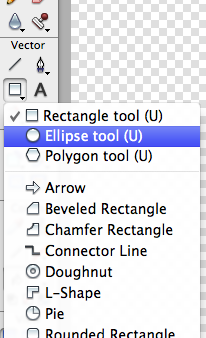 Vector
A
Rectangle tool (U)
Ellipse tool (U)
Polygon tool (U)
Arrow
Beveled Rectangle
Chamfer Rectangle
Connector Line
Doughnut
L-Shape
Pie
Rounded Rectangle